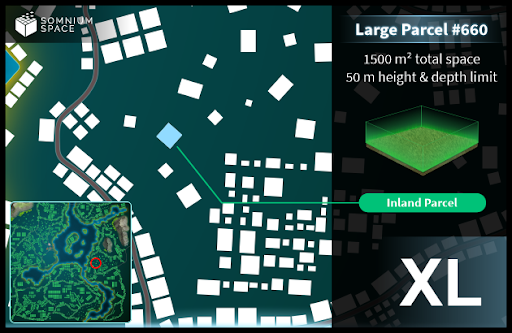 SOMNIUM
SPACE
Large Parcel #660
1500 m² total space
50 m height & depth limit
Inland Parcel
XL